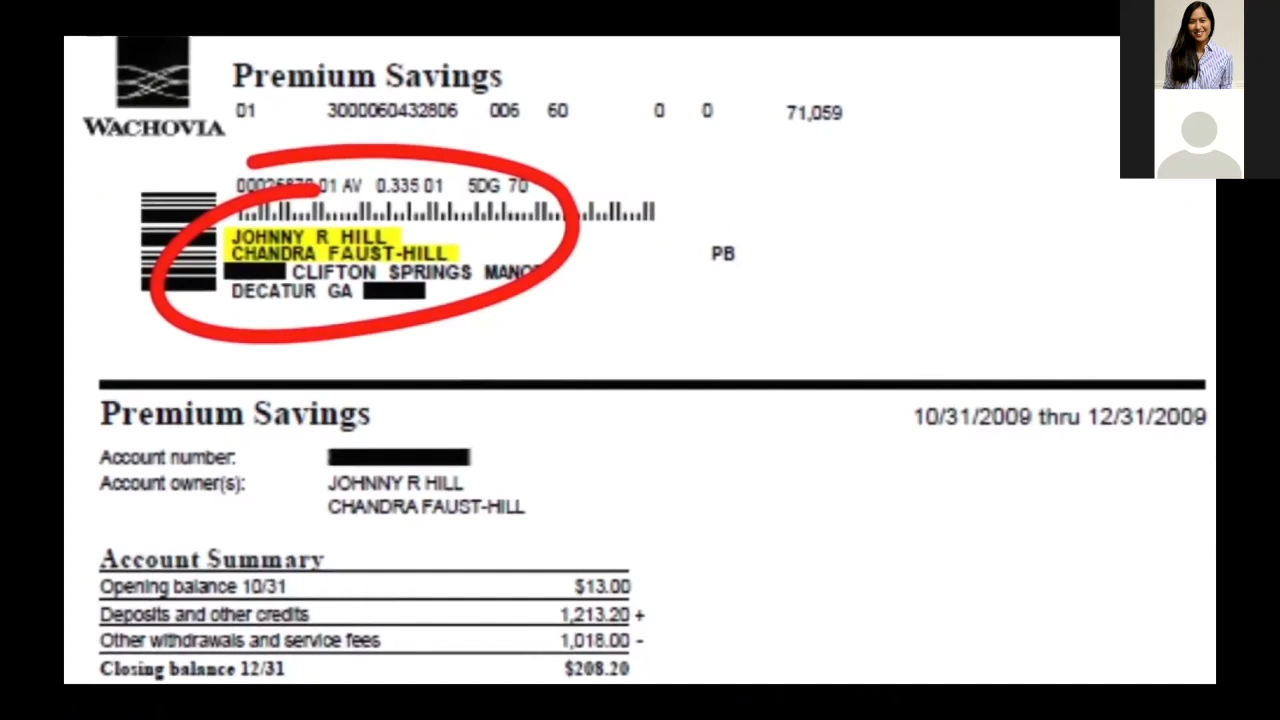 Premium Savings
01 3000060432806 006 60 0 0 71,059
WACHOVIA
01 AV 0.335 01 5DG 70
JOHNNY R HILL
CHANDRA FAUST-HILL
PB
CLIFTON SPRINGS
DECATUR GA
Premium Savings
10/31/2009 thru 12/31/2009
Account number:
Account owner(s): JOHNNY R HILL
CHANDRA FAUST-HILL
Account Summary
Opening balance 10/31 $13.00
Deposits and other credits 1,213.20 +
Other withdrawals and service fees 1,018.00 -
Closing balance 12/31 $208.20